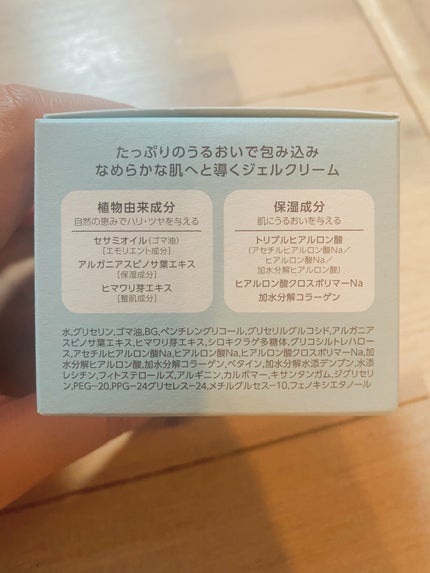 たっぷりのうるおいで包み込み
なめらかな肌へと導くジェルクリーム
植物由来成分
自然の恵みでハリ・ツヤを与える
セサミオイル(ゴマ油)
[エモリエント成分]
アルガニアスピノサ葉エキス
[保湿成分]
ヒマワリ芽エキス
[整肌成分]
保湿成分
肌にうるおいを与える
トリプルヒアルロン酸
(アセチルヒアルロン酸Na/
ヒアルロン酸Na/
加水分解ヒアルロン酸)
ヒアルロン酸クロスポリマーNa
加水分解コラーゲン
水,グリセリン,ゴマ油,BG,ペンチレングリコール,グリセリルグルコシド,アルガニア
スピノサ葉エキス,ヒマワリ芽エキス,シロキクラゲ多糖体,グリコシルトレハロー
ス,アセチルヒアルロン酸Na,ヒアルロン酸Na,ヒアルロン酸クロスポリマーNa,加
水分解ヒアルロン酸,加水分解コラーゲン,ベタイン,加水分解水添デンプン,水添
レシチン,フィトステロールズ,アルギニン,カルボマー,キサンタンガム,ジグリセリ
ン,PEG-20,PPG-24グリセレス-24,メチルグルセス-10,フェノキシエタノール